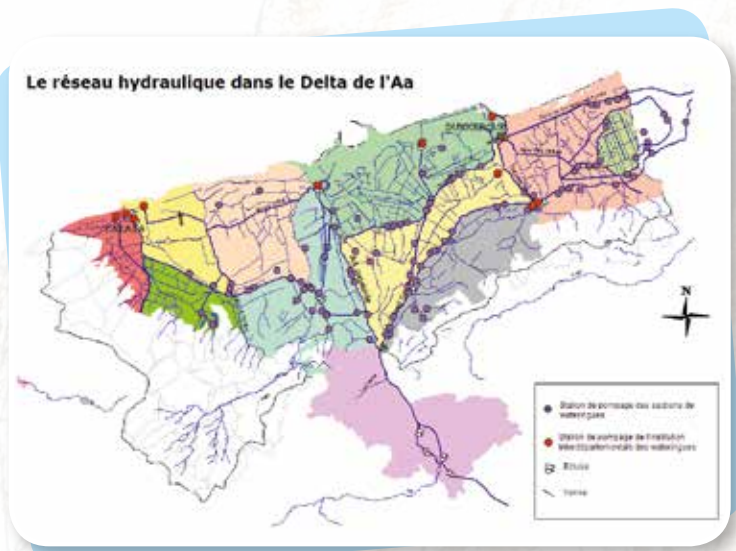 Le réseau hydraulique dans le Delta de l'Aa
N
Station de pompage des sections de
wateringues
Station de pompage de l'Institution
Interdépartementale des wateringues
Ecluse